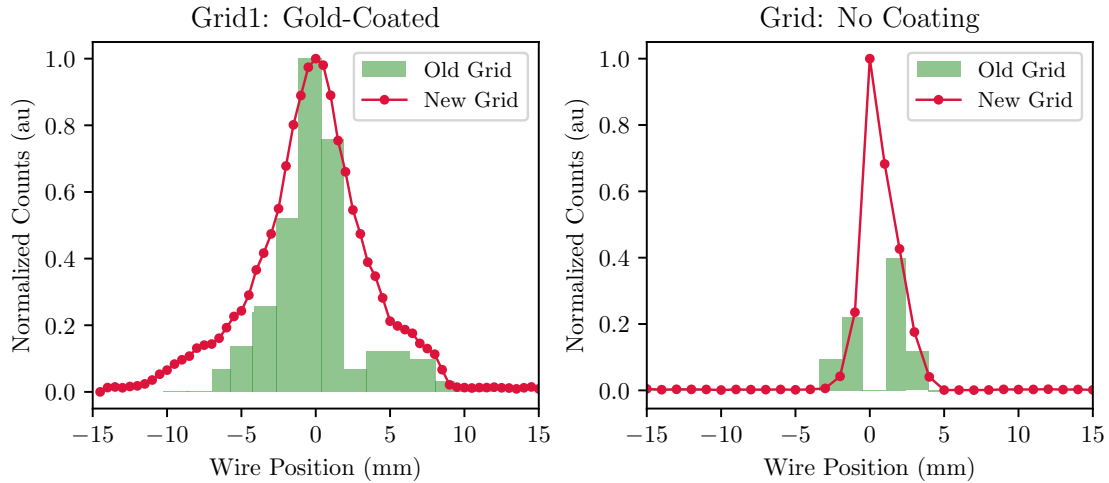 Grid1: Gold-Coated
Normalized Counts (au)
1.0
0.8
0.6
0.4
0.2
0.0
Old Grid
New Grid
−15 −10 −5 0 5 10 15
Wire Position (mm)
Grid: No Coating
Normalized Counts (au)
1.0
0.8
0.6
0.4
0.2
0.0
Old Grid
New Grid
−15 −10 −5 0 5 10 15
Wire Position (mm)